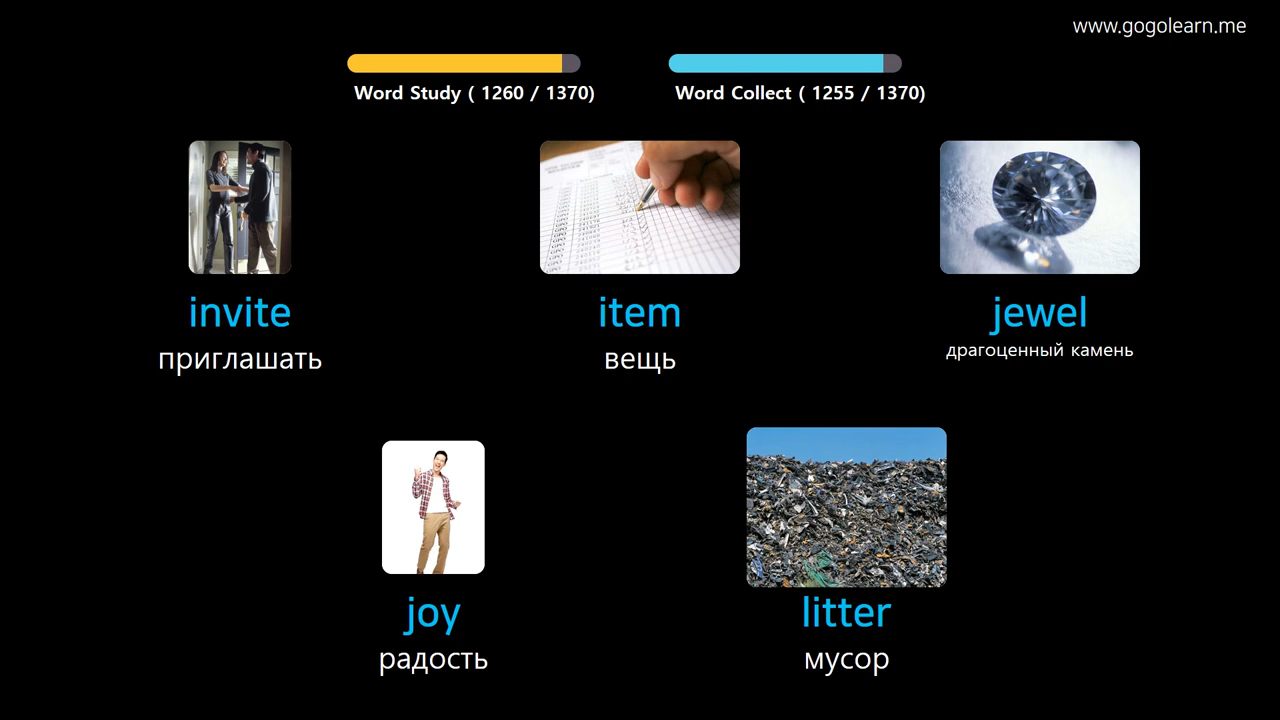 www.gogolearn.me
Word Study ( 1260 / 1370)
Word Collect ( 1255 / 1370)
invite
приглашать
item
вещь
jewel
драгоценный камень
joy
радость
litter
мусор